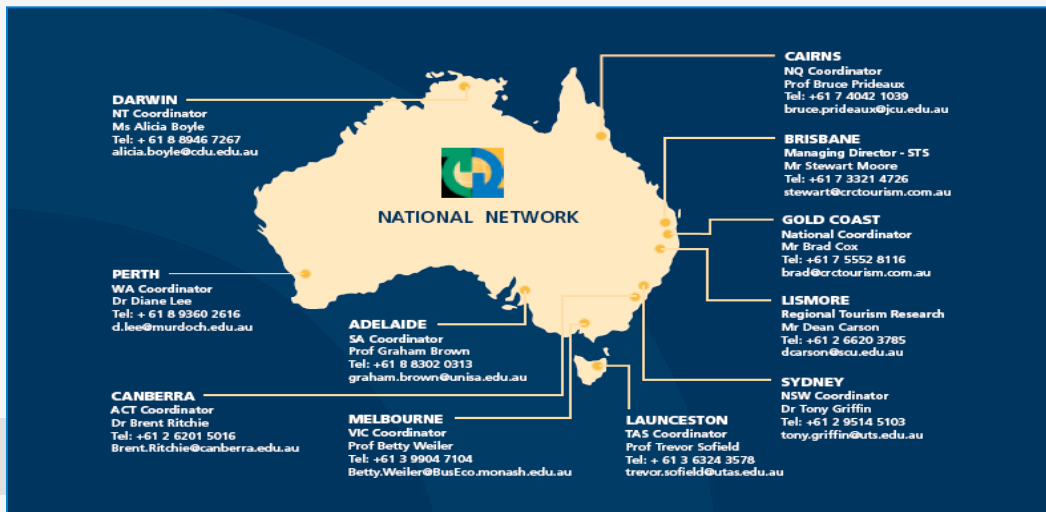 DARWIN
NT Coordinator
Ms Alicia Boyle
Tel: + 61 8 8946 7267
alicia.boyle@cdu.edu.au
CAIRNS
NQ Coordinator
Prof Bruce Prideaux
Tel: +61 7 4042 1039
bruce.prideaux@jcu.edu.au
BRISBANE
Managing Director - STS
Mr Stewart Moore
Tel: +61 7 3321 4726
stewart@crctourism.com.au
NATIONAL NETWORK
GOLD COAST
National Coordinator
Mr Brad Cox
Tel: +61 7 5552 8116
brad@crctourism.com.au
PERTH
WA Coordinator
Dr Diane Lee
Tel: + 61 8 9360 2616
d.lee@murdoch.edu.au
LISMORE
Regional Tourism Research
Mr Dean Carson
Tel: +61 2 6620 3785
dcarson@scu.edu.au
ADELAIDE
SA Coordinator
Prof Graham Brown
Tel: +61 8 8302 0313
graham.brown@unisa.edu.au
SYDNEY
NSW Coordinator
Dr Tony Griffin
Tel: +61 2 9514 5103
tony.griffin@uts.edu.au
CANBERRA
ACT Coordinator
Dr Brent Ritchie
Tel: +61 2 6201 5016
Brent.Ritchie@canberra.edu.au
MELBOURNE
VIC Coordinator
Prof Betty Weiler
Tel: +61 3 9904 7104
Betty.Weiler@BusEco.monash.edu.au
LAUNCESTON
TAS Coordinator
Prof Trevor Sofield
Tel: + 61 3 6324 3578
trevor.sofield@utas.edu.au